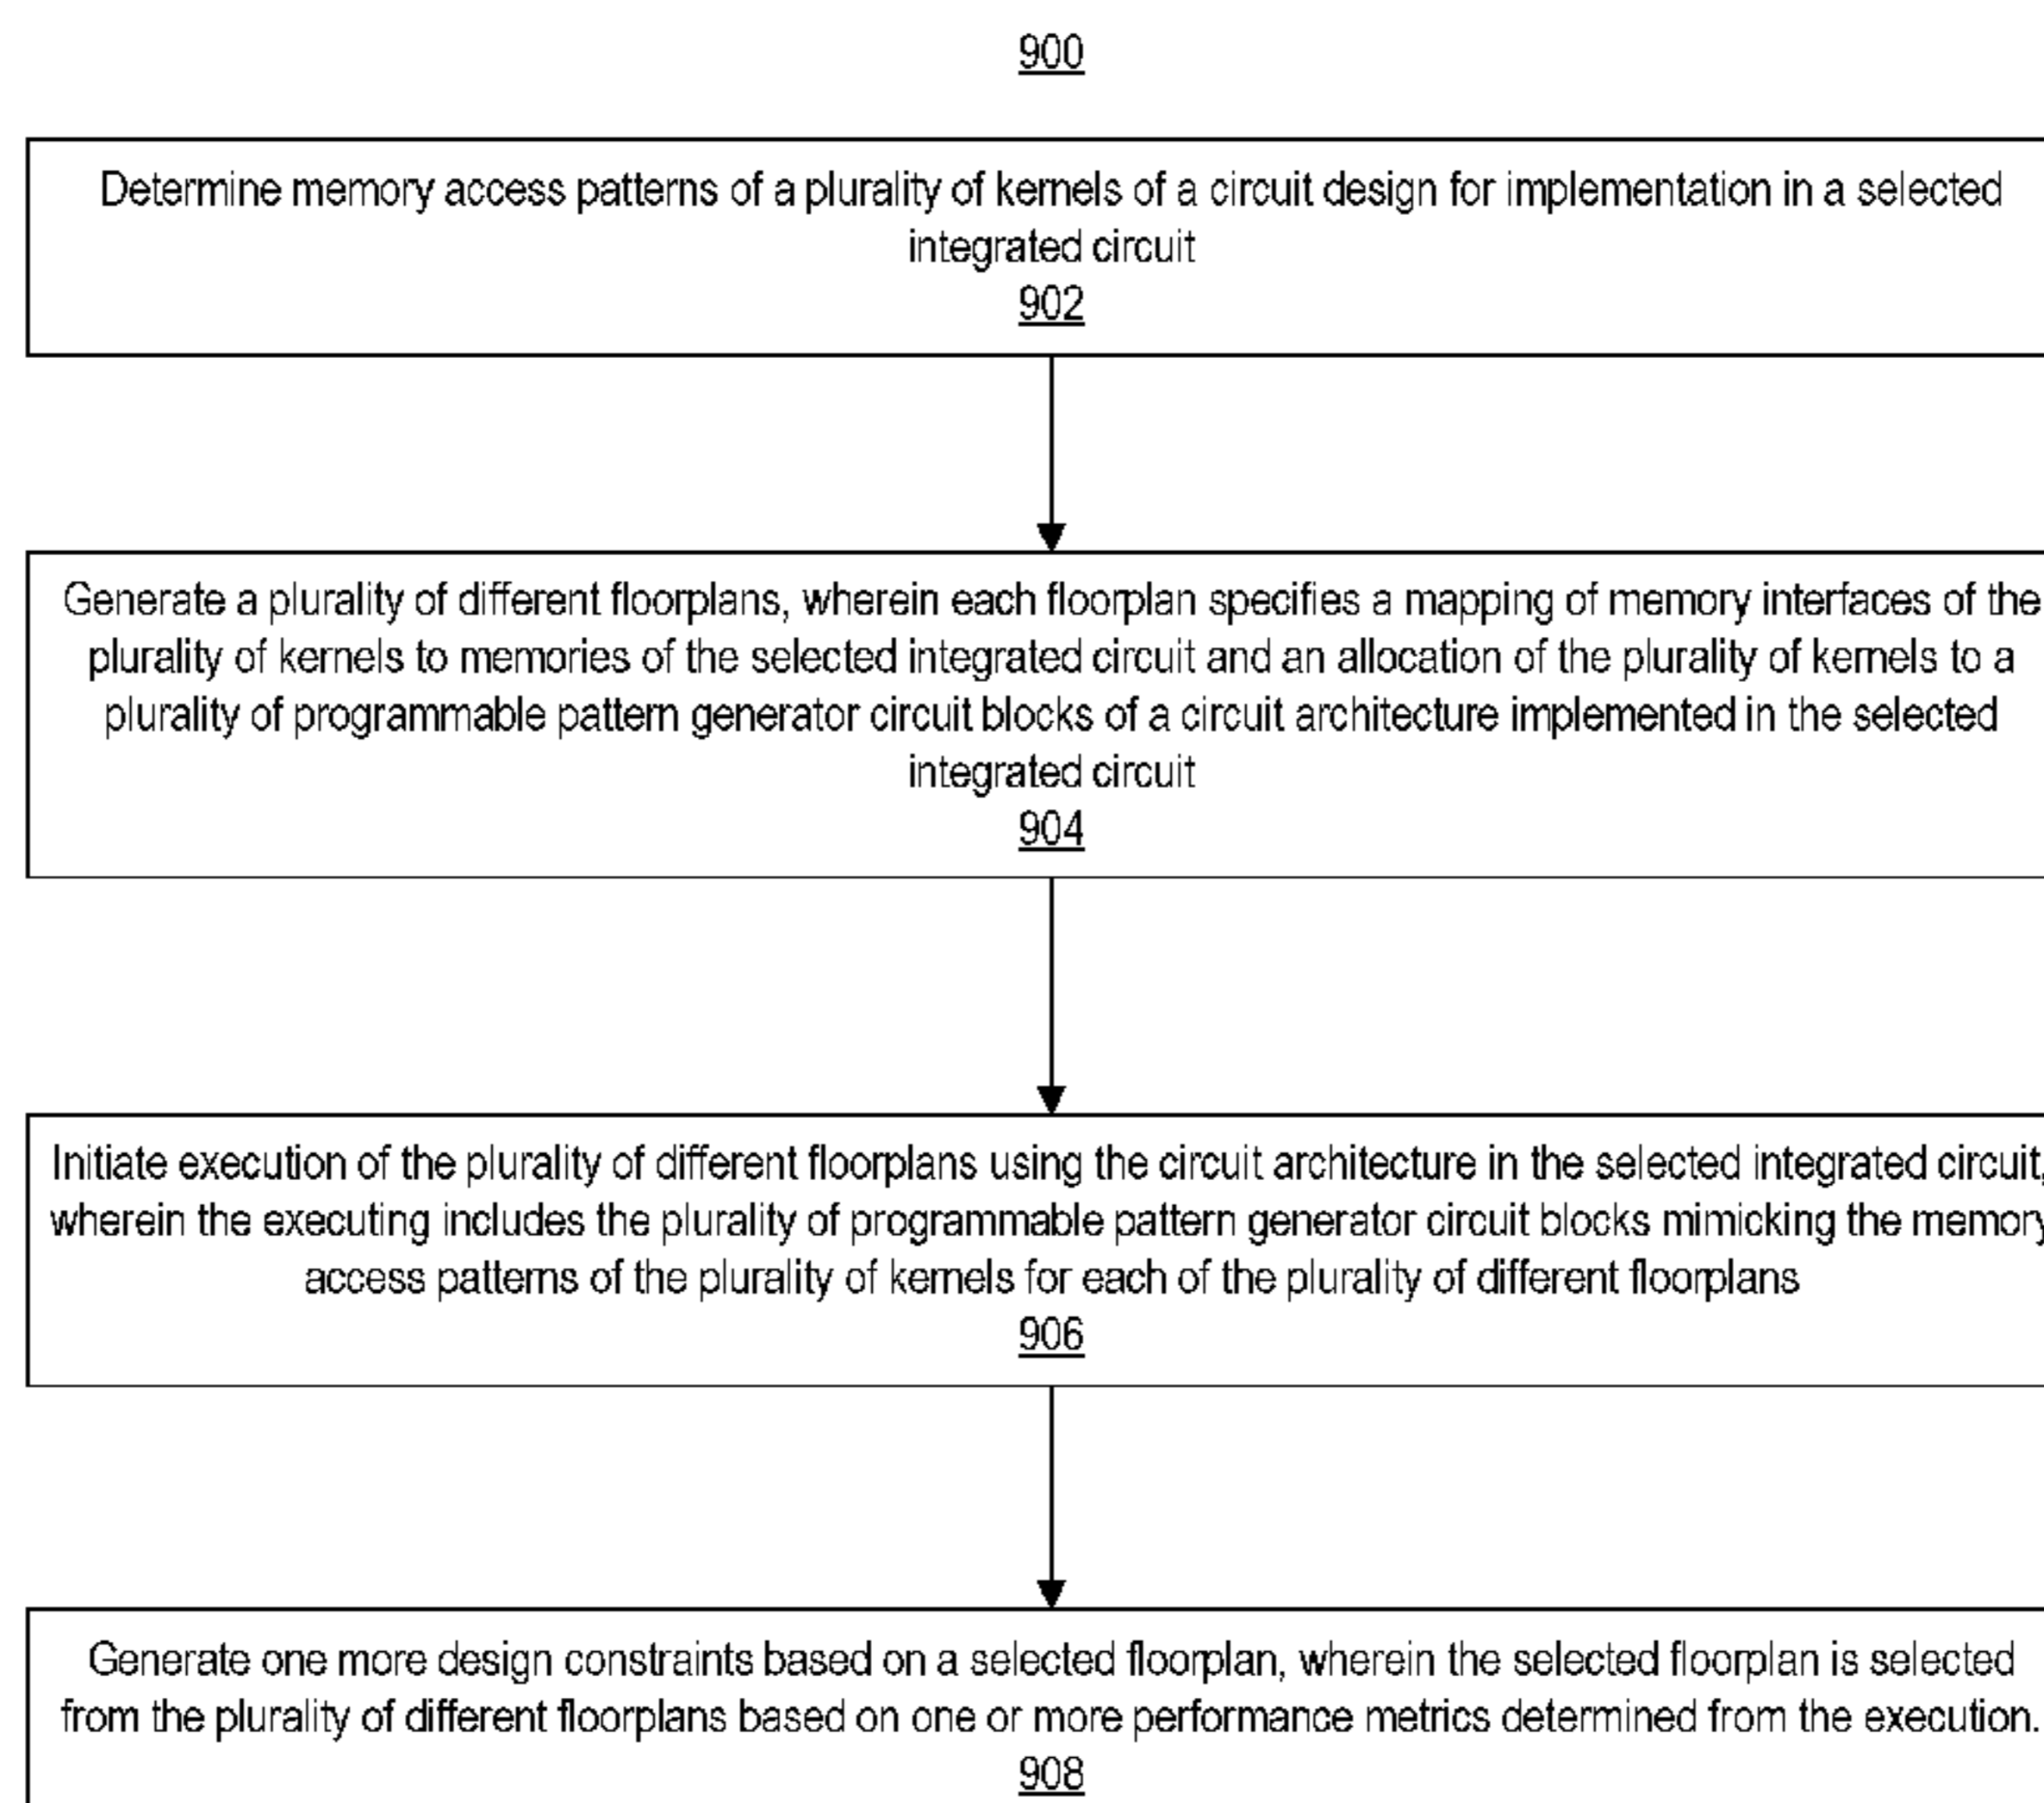 900
Determine memory access patterns of a plurality of kernels of a circuit design for implementation in a selected
integrated circuit
902
Generate a plurality of different floorplans, wherein each floorplan specifies a mapping of memory interfaces of the
plurality of kernels to memories of the selected integrated circuit and an allocation of the plurality of kernels to a
plurality of programmable pattern generator circuit blocks of a circuit architecture implemented in the selected
integrated circuit
904
Initiate execution of the plurality of different floorplans using the circuit architecture in the selected integrated circuit,
wherein the executing includes the plurality of programmable pattern generator circuit blocks mimicking the memory
access patterns of the plurality of kernels for each of the plurality of different floorplans
906
Generate one more design constraints based on a selected floorplan, wherein the selected floorplan is selected
from the plurality of different floorplans based on one or more performance metrics determined from the execution.
908